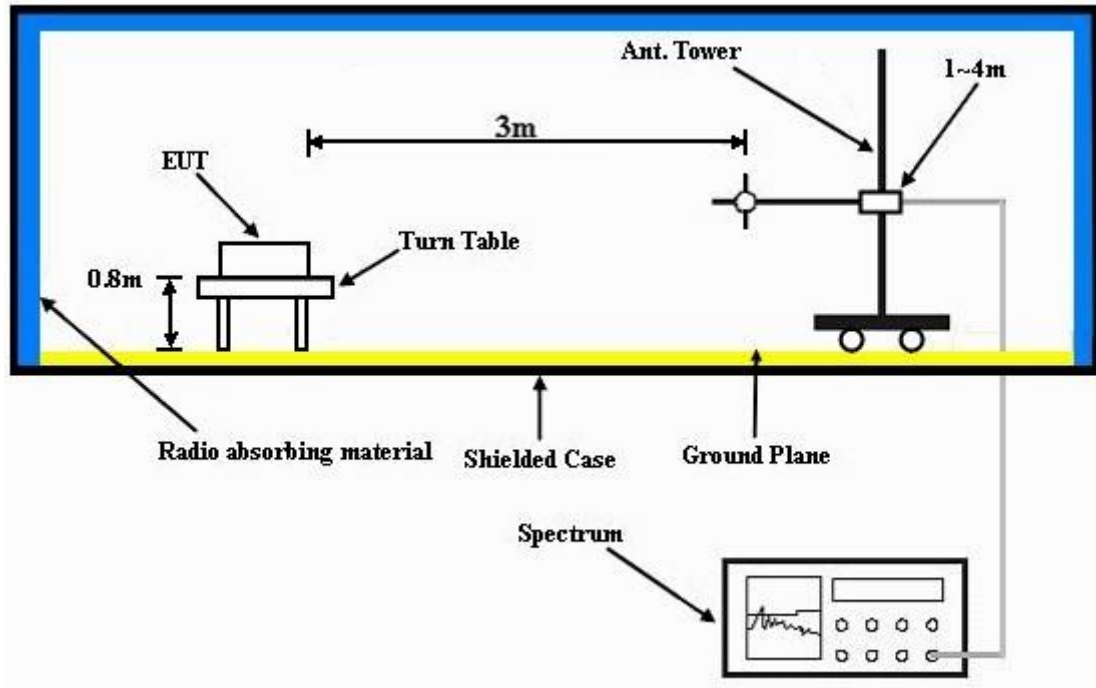 Ant. Tower
1~4m
3m
EUT
Turn Table
0.8m
Radio absorbing material
Shielded Case
Ground Plane
Spectrum